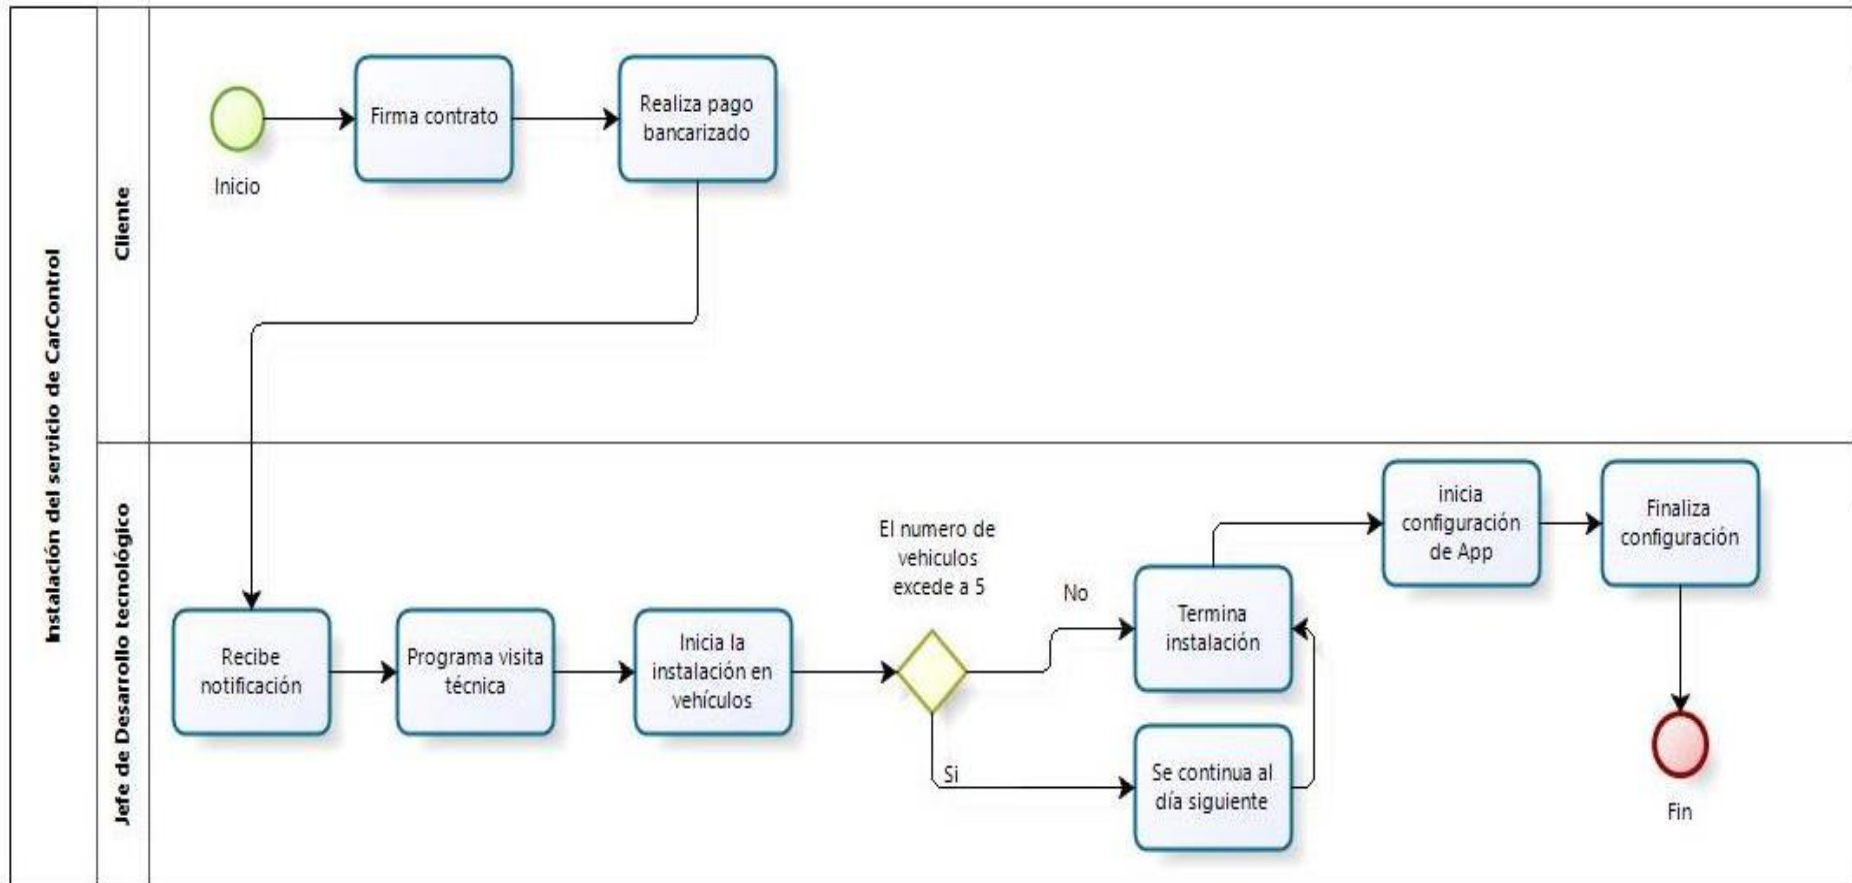 Instalación del servicio de CarControl
Cliente
Inicio
Firma contrato
Realiza pago
bancarizado
Jefe de Desarrollo tecnológico
Recibe
notificación
Programa visita
técnica
Inicia la
instalación en
vehículos
El numero de
vehiculos
excede a 5
No
Si
Termina
instalación
Se continua al
día siguiente
inicia
configuración
de App
Finaliza
configuración
Fin